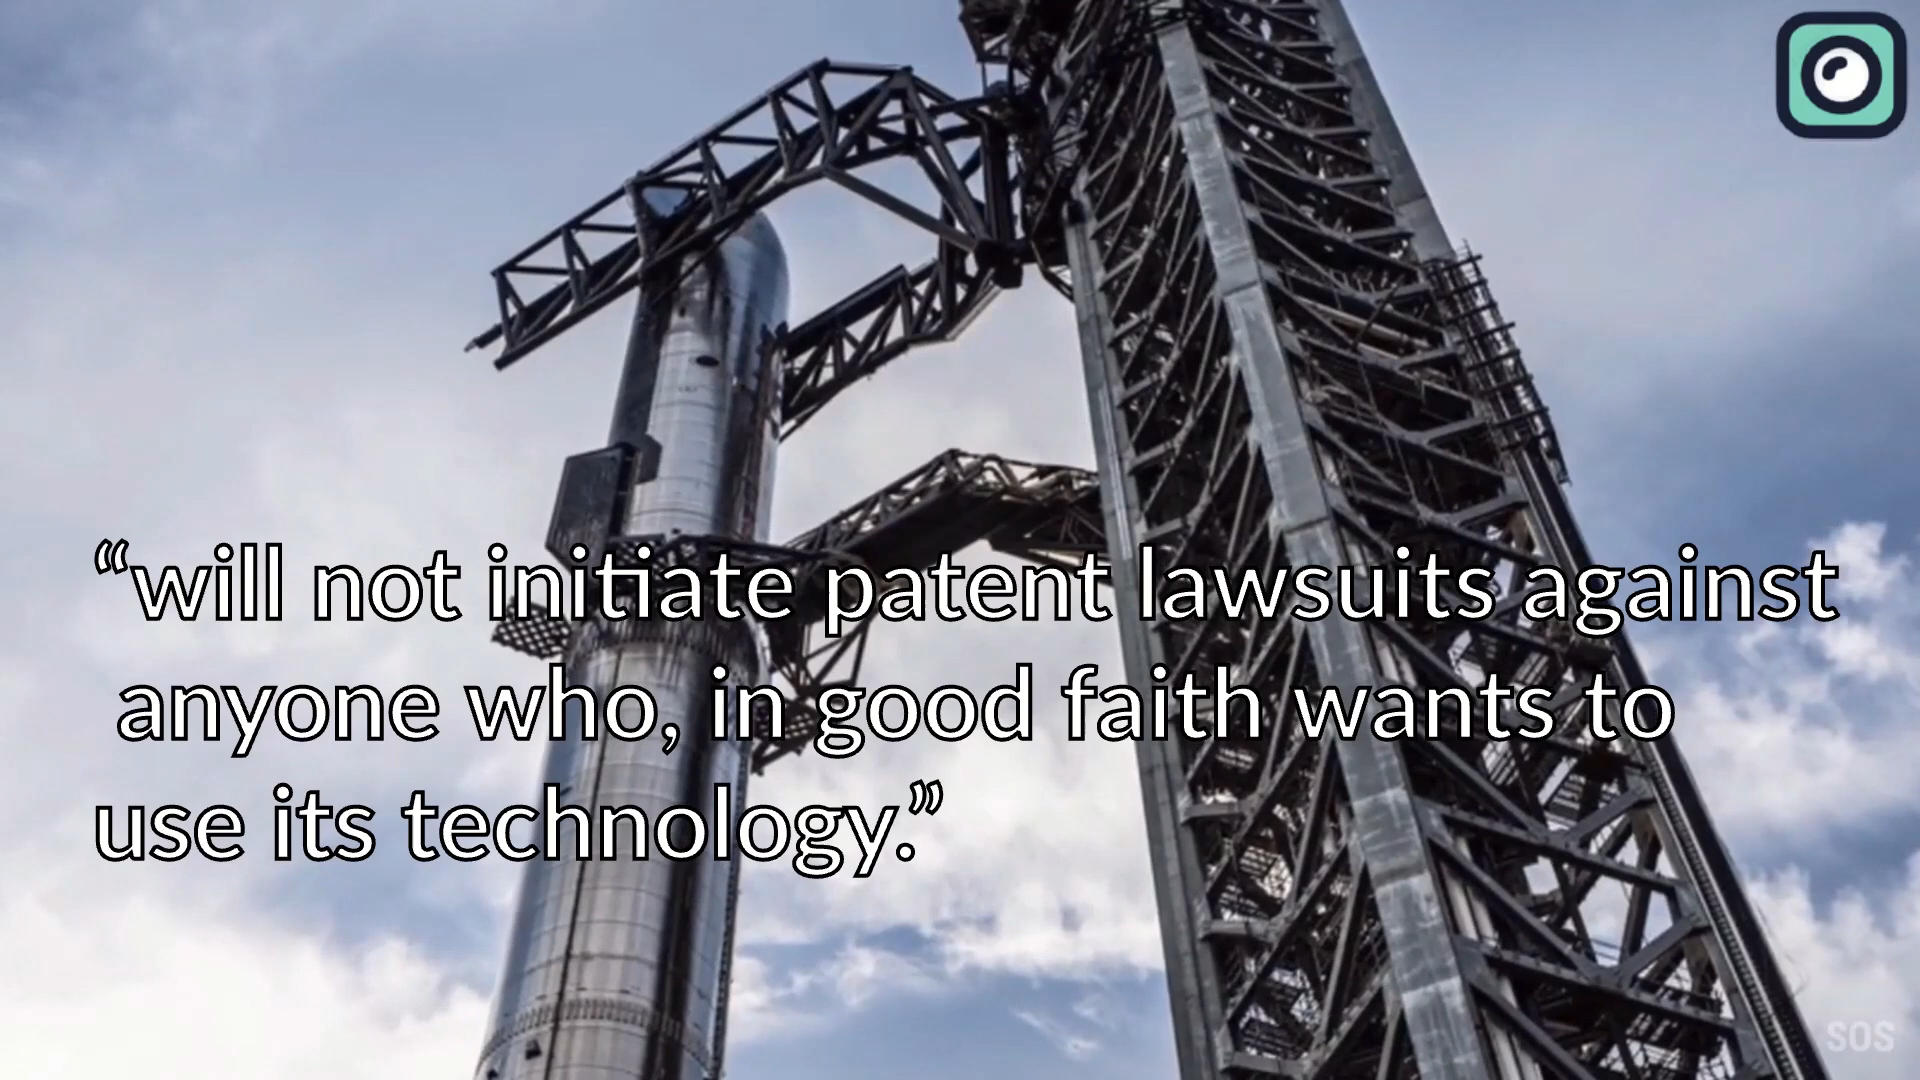 “will not initiate patent lawsuits against
anyone who, in good faith wants to
use its technology.”
SOS